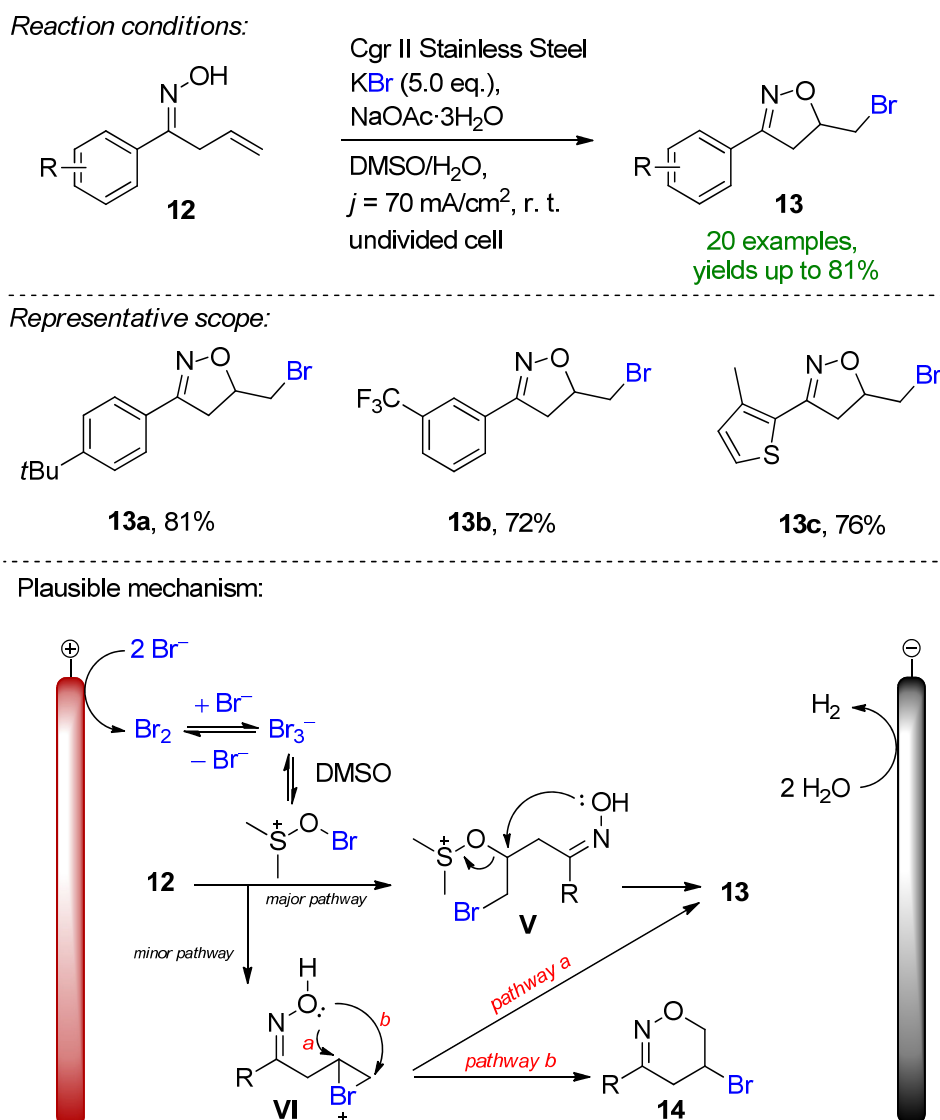 Reaction conditions:
N OH
R
12
Cgr II Stainless Steel
KBr (5.0 eq.),
NaOAc·3H₂O
DMSO/H₂O,
j = 70 mA/cm², r. t.
undivided cell
N O
Br
R
13
20 examples,
yields up to 81%
Representative scope:
N O
Br
tBu
13a, 81%
N O
Br
F₃C
13b, 72%
N O
Br
S
13c, 76%
Plausible mechanism:
+
2 Br⁻
Br₂
+ Br⁻
− Br⁻
Br₃⁻
DMSO
S⁺ O
Br
12
major pathway
minor pathway
S⁺ O
:OH
N
R
Br
V
13
−
H₂
2 H₂O
H
N O:
a
b
R
Br
+
VI
pathway a
pathway b
N O
R
Br
14